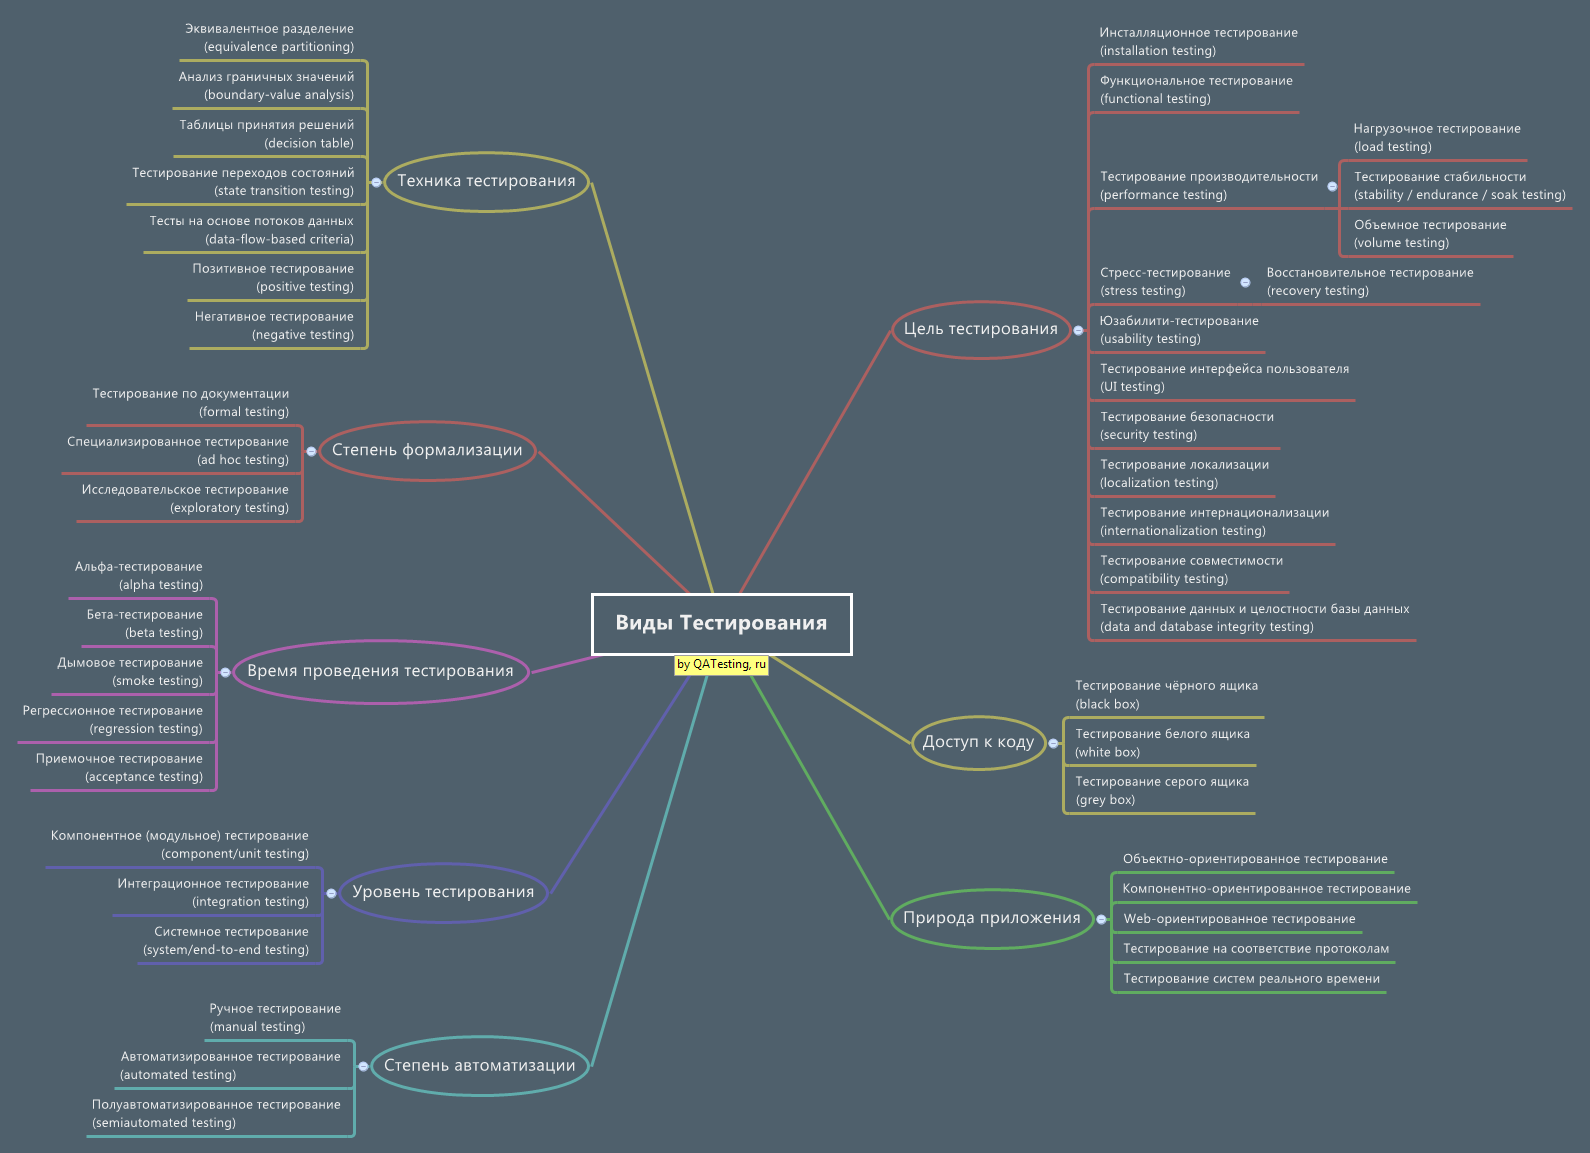 Виды Тестирования
by QATesting, ru
Техника тестирования
Эквивалентное разделение
(equivalence partitioning)
Анализ граничных значений
(boundary-value analysis)
Таблицы принятия решений
(decision table)
Тестирование переходов состояний
(state transition testing)
Тесты на основе потоков данных
(data-flow-based criteria)
Позитивное тестирование
(positive testing)
Негативное тестирование
(negative testing)
Степень формализации
Тестирование по документации
(formal testing)
Специализированное тестирование
(ad hoc testing)
Исследовательское тестирование
(exploratory testing)
Время проведения тестирования
Альфа-тестирование
(alpha testing)
Бета-тестирование
(beta testing)
Дымовое тестирование
(smoke testing)
Регрессионное тестирование
(regression testing)
Приемочное тестирование
(acceptance testing)
Уровень тестирования
Компонентное (модульное) тестирование
(component/unit testing)
Интеграционное тестирование
(integration testing)
Системное тестирование
(system/end-to-end testing)
Степень автоматизации
Ручное тестирование
(manual testing)
Автоматизированное тестирование
(automated testing)
Полуавтоматизированное тестирование
(semiautomated testing)
Цель тестирования
Инсталляционное тестирование
(installation testing)
Функциональное тестирование
(functional testing)
Тестирование производительности
(performance testing)
Нагрузочное тестирование
(load testing)
Тестирование стабильности
(stability / endurance / soak testing)
Объемное тестирование
(volume testing)
Стресс-тестирование
(stress testing)
Восстановительное тестирование
(recovery testing)
Юзабилити-тестирование
(usability testing)
Тестирование интерфейса пользователя
(UI testing)
Тестирование безопасности
(security testing)
Тестирование локализации
(localization testing)
Тестирование интернационализации
(internationalization testing)
Тестирование совместимости
(compatibility testing)
Тестирование данных и целостности базы данных
(data and database integrity testing)
Доступ к коду
Тестирование чёрного ящика
(black box)
Тестирование белого ящика
(white box)
Тестирование серого ящика
(grey box)
Природа приложения
Объектно-ориентированное тестирование
Компонентно-ориентированное тестирование
Web-ориентированное тестирование
Тестирование на соответствие протоколам
Тестирование систем реального времени